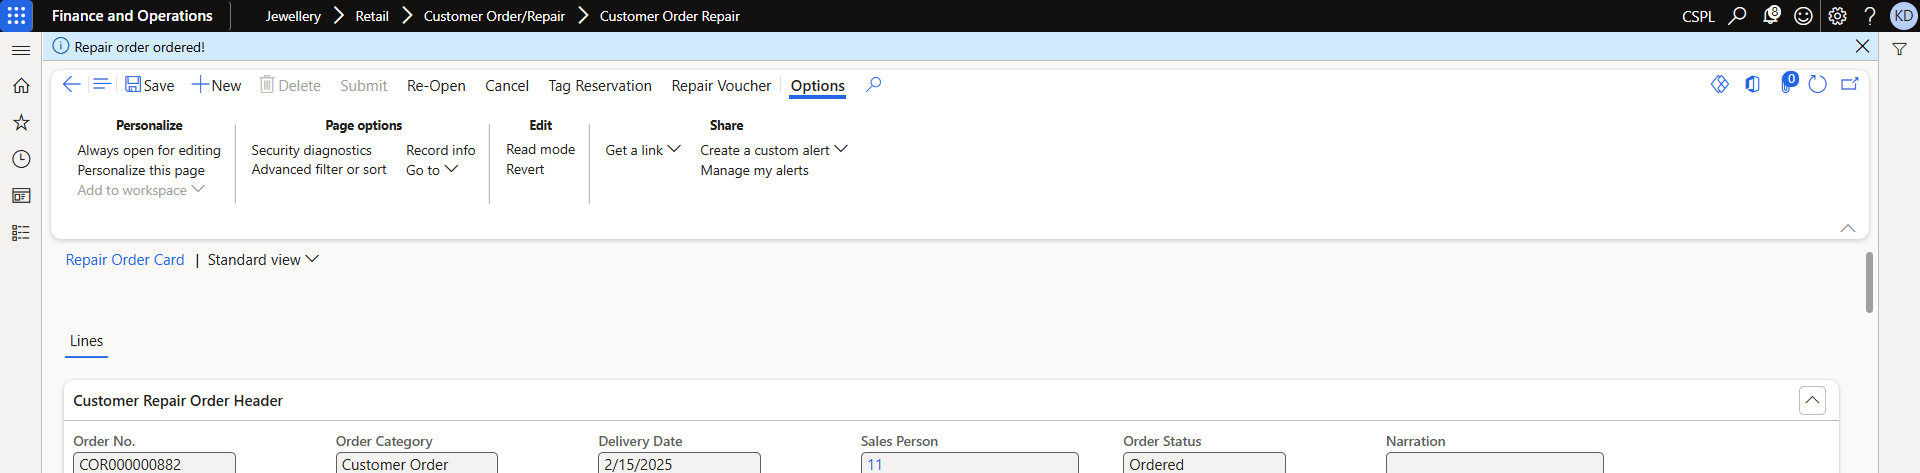 Finance and Operations
Jewellery
Retail
Customer Order/Repair
Customer Order Repair
CSPL
8
?
KD
Repair order ordered!
Save
New
Delete
Submit
Re-Open
Cancel
Tag Reservation
Repair Voucher
Options
0
Personalize
Always open for editing
Personalize this page
Add to workspace
Page options
Security diagnostics
Advanced filter or sort
Record info
Go to
Edit
Read mode
Revert
Share
Get a link
Create a custom alert
Manage my alerts
Repair Order Card | Standard view
Lines
Customer Repair Order Header
Order No.
COR000000882
Order Category
Customer Order
Delivery Date
2/15/2025
Sales Person
11
Order Status
Ordered
Narration